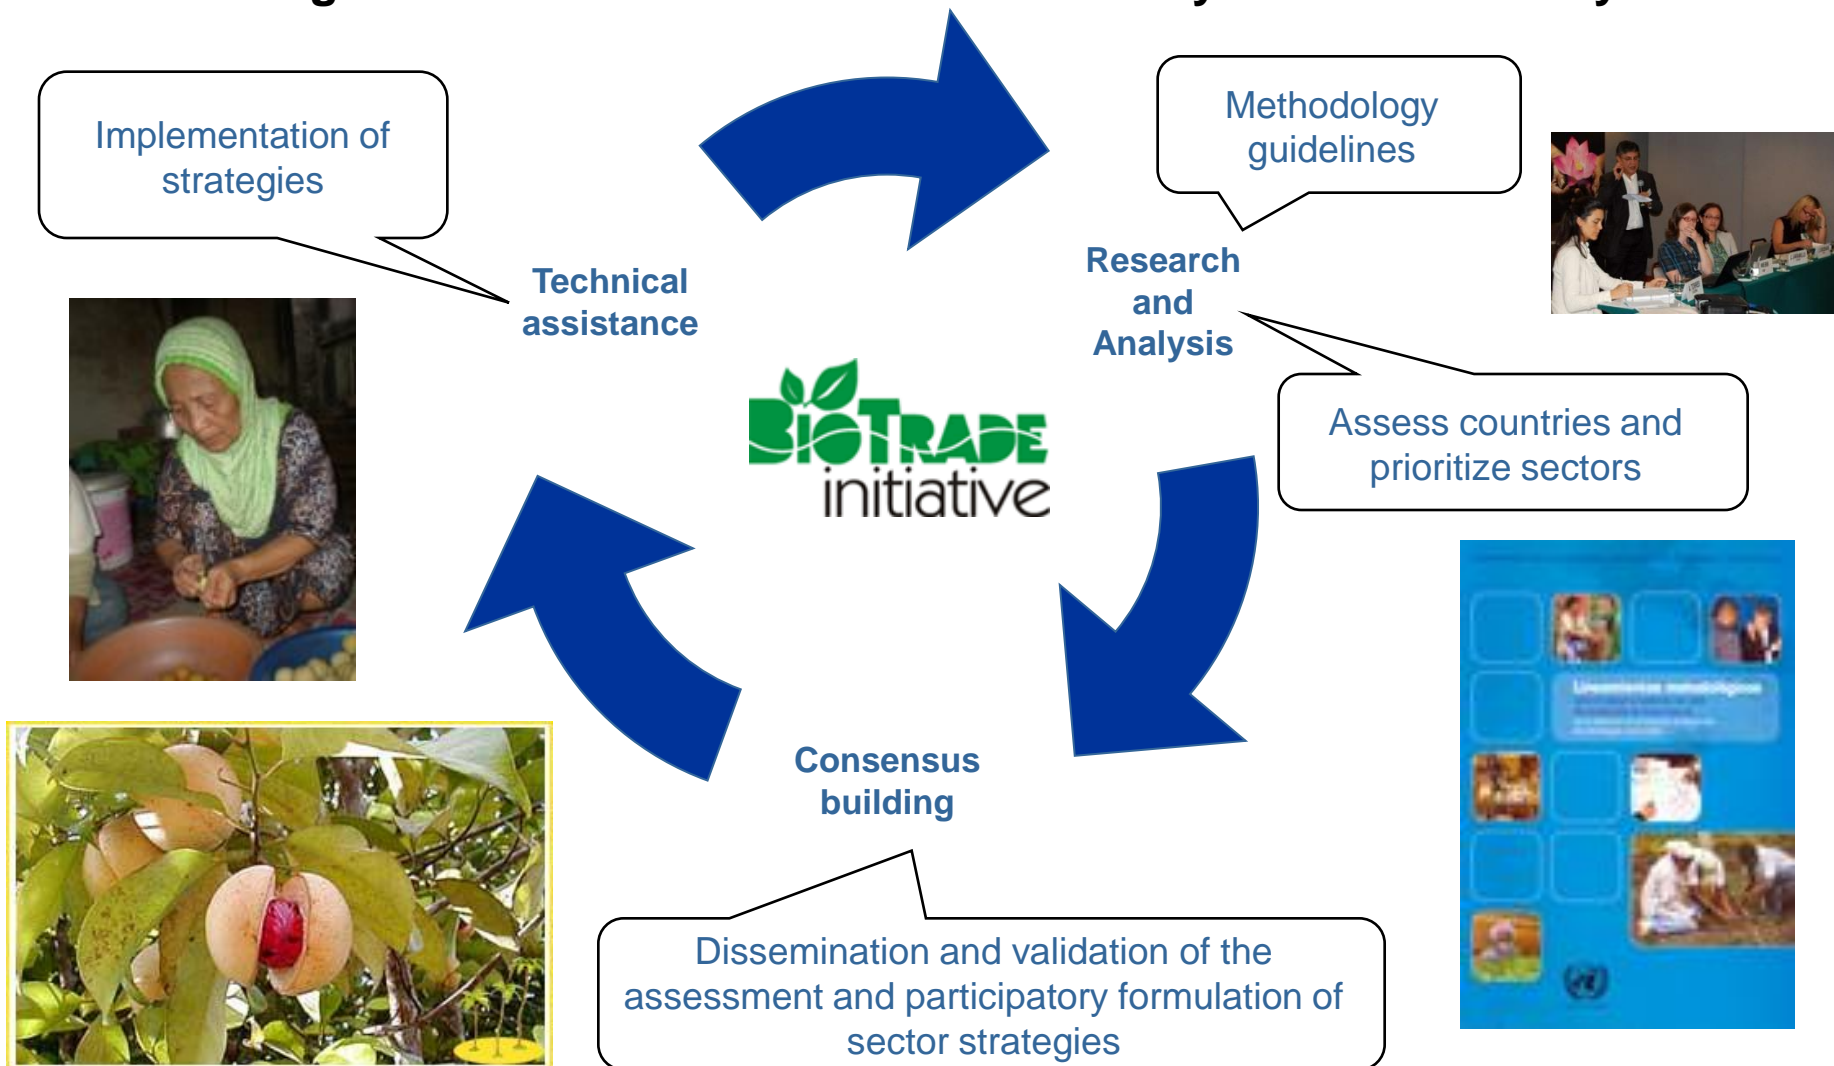 Implementation of
strategies
Methodology
guidelines
Technical
assistance
Research
and
Analysis
BIOTRADE
initiative
Assess countries and
prioritize sectors
Consensus
building
Dissemination and validation of the
assessment and participatory formulation of
sector strategies